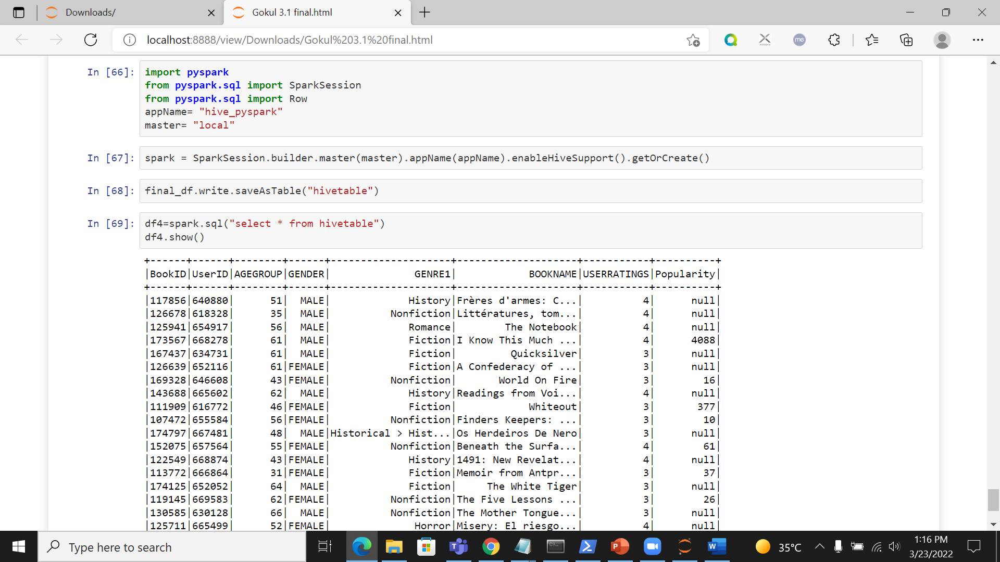 Downloads/
Gokul 3.1 final.html
localhost:8888/view/Downloads/Gokul%203.1%20final.html
me
In [66]:
import pyspark
from pyspark.sql import SparkSession
from pyspark.sql import Row
appName= "hive_pyspark"
master= "local"
In [67]:
spark = SparkSession.builder.master(master).appName(appName).enableHiveSupport().getOrCreate()
In [68]:
final_df.write.saveAsTable("hivetable")
In [69]:
df4=spark.sql("select * from hivetable")
df4.show()
+------+------+--------+------+--------------------+--------------------+-----------+----------+
|BookID|UserID|AGEGROUP|GENDER|              GENRE1|            BOOKNAME|USERRATINGS|Popularity|
+------+------+--------+------+--------------------+--------------------+-----------+----------+
|117856|640880|      51|  MALE|             History|Frères d'armes: C...|          4|      null|
|126678|618328|      35|  MALE|          Nonfiction|Littératures, tom...|          4|      null|
|125941|654917|      56|  MALE|             Romance|        The Notebook|          4|      null|
|173567|668278|      61|  MALE|             Fiction|I Know This Much ...|          4|      4088|
|167437|634731|      61|  MALE|             Fiction|         Quicksilver|          3|      null|
|126639|652116|      61|FEMALE|             Fiction|A Confederacy of ...|          3|      null|
|169328|646608|      43|FEMALE|          Nonfiction|       World On Fire|          3|        16|
|143688|665602|      62|  MALE|             History|Readings from Voi...|          4|      null|
|111909|616772|      46|FEMALE|             Fiction|            Whiteout|          3|       377|
|107472|655584|      56|FEMALE|          Nonfiction|Finders Keepers: ...|          3|        10|
|174797|667481|      48|  MALE|Historical > Hist...|Os Herdeiros De Nero|          3|      null|
|152075|657564|      55|FEMALE|          Nonfiction|Beneath the Surfa...|          4|        61|
|122549|668874|      43|FEMALE|             History|1491: New Revelat...|          4|      null|
|113772|666864|      31|FEMALE|             Fiction|Memoir from Antpr...|          3|        37|
|174125|652052|      64|  MALE|             Fiction|     The White Tiger|          3|      null|
|119145|669583|      62|FEMALE|          Nonfiction|The Five Lessons ...|          3|        26|
|130585|630128|      66|  MALE|          Nonfiction|The Mother Tongue...|          3|      null|
|125711|665499|      52|FEMALE|              Horror|Misery: El riesgo...|          4|      null|
Type here to search
35°C
1:16 PM
3/23/2022